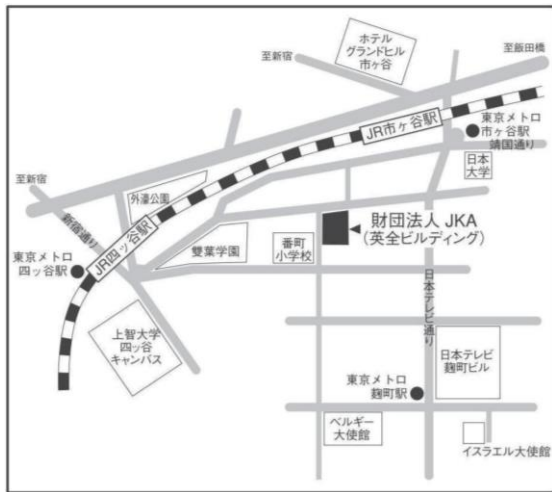 ホテル
グランドヒル
市ヶ谷
至新宿
至飯田橋
JR市ヶ谷駅
東京メトロ
市ヶ谷駅
靖国通り
日本
大学
至新宿
外濠公園
新宿通り
JR四ッ谷駅
東京メトロ
四ッ谷駅
雙葉学園
番町
小学校
財団法人 JKA
(英全ビルディング)
上智大学
四ッ谷
キャンパス
日本テレビ通り
日本テレビ
麹町ビル
東京メトロ
麹町駅
ベルギー
大使館
イスラエル大使館